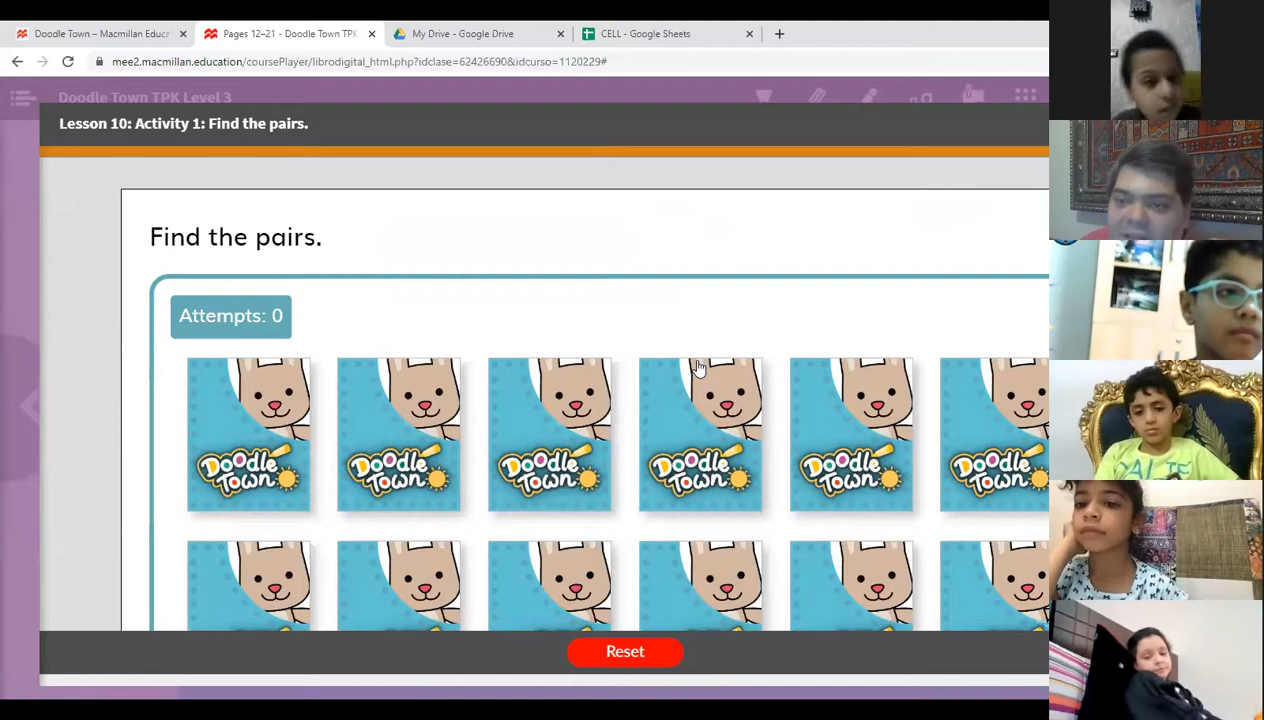 Doodle Town – Macmillan Educa
Pages 12–21 - Doodle Town TPK
My Drive - Google Drive
CELL - Google Sheets
mee2.macmillan.education/coursePlayer/librodigital_html.php?idclase=62426690&idcurso=1120229#
Doodle Town TPK Level 3
Lesson 10: Activity 1: Find the pairs.
Find the pairs.
Attempts: 0
Doodle Doodle Doodle Doodle Doodle Doodle
Town Town Town Town Town Town
Reset